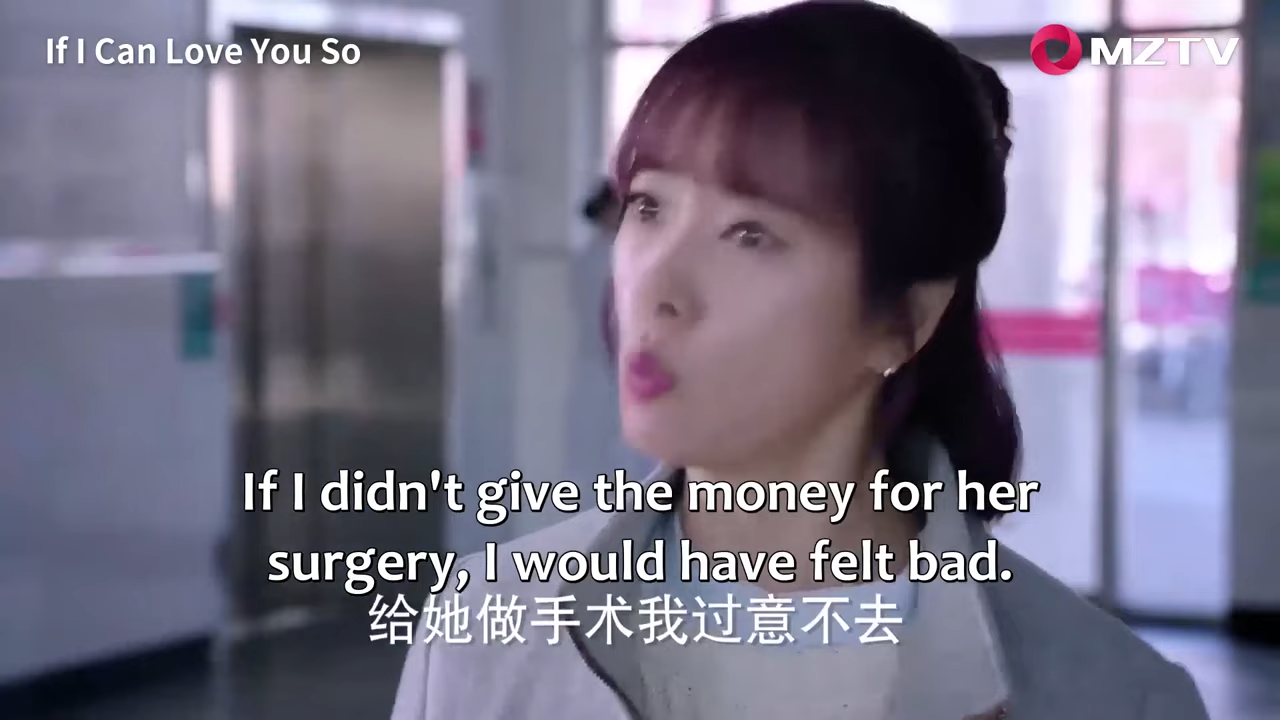 If I Can Love You So
MZTV
If I didn't give the money for her
surgery, I would have felt bad.
给她做手术我过意不去